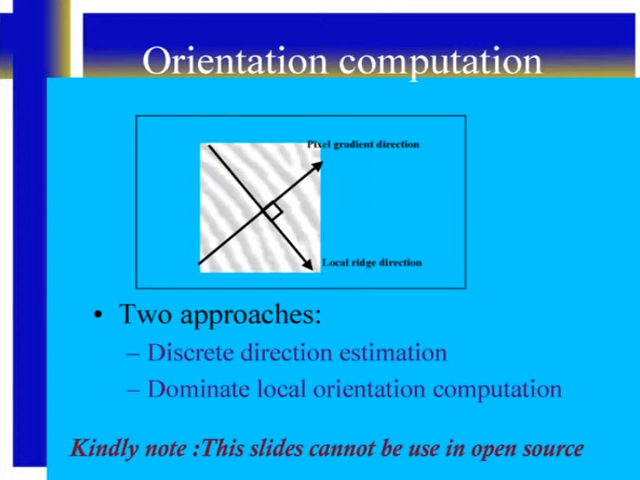 Orientation computation
Pixel gradient direction
Local ridge direction
• Two approaches:
– Discrete direction estimation
– Dominate local orientation computation
Kindly note :This slides cannot be use in open source